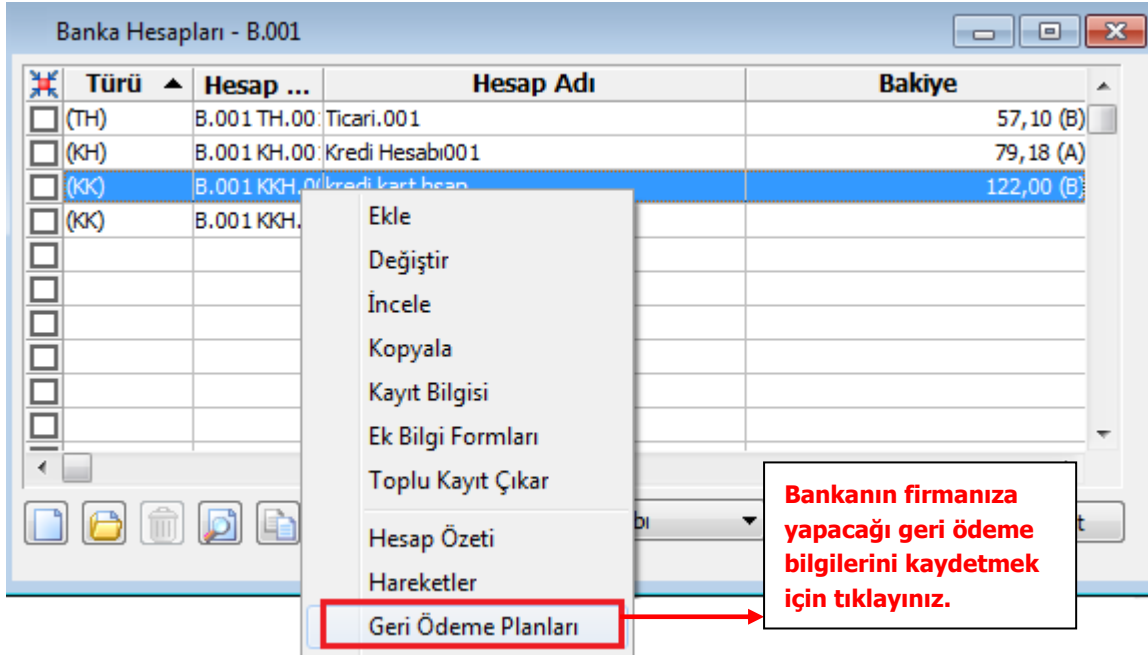 Banka Hesapları - B.001
Türü Hesap ... Hesap Adı Bakiye
(TH) B.001 TH.00 Ticari.001 57,10 (B)
(KH) B.001 KH.00 Kredi Hesabı001 79,18 (A)
(KK) B.001 KKH. kredi kart hsap 122,00 (B)
(KK) B.001 KKH.
Ekle
Değiştir
İncele
Kopyala
Kayıt Bilgisi
Ek Bilgi Formları
Toplu Kayıt Çıkar
Hesap Özeti
Hareketler
Geri Ödeme Planları
Bankanın firmanıza
yapacağı geri ödeme
bilgilerini kaydetmek
için tıklayınız.